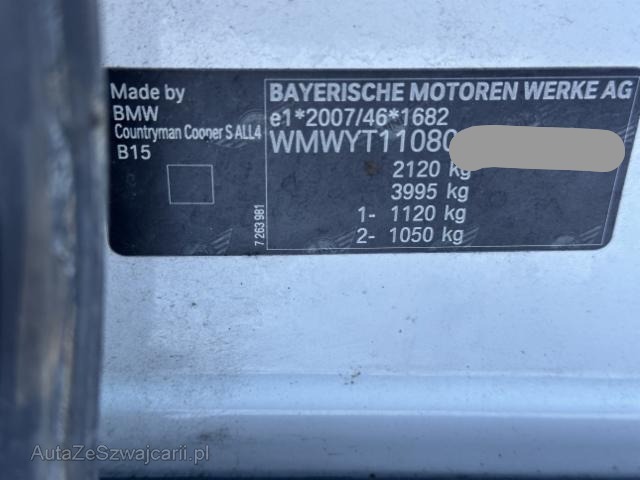 Made by
BMW
Countryman Cooper S ALL4
B15
7 263 981
BAYERISCHE MOTOREN WERKE AG
e1*2007/46*1682
WMWYT11080
2120 kg
3995 kg
1- 1120 kg
2- 1050 kg
AutaZeSzwajcarii.pl